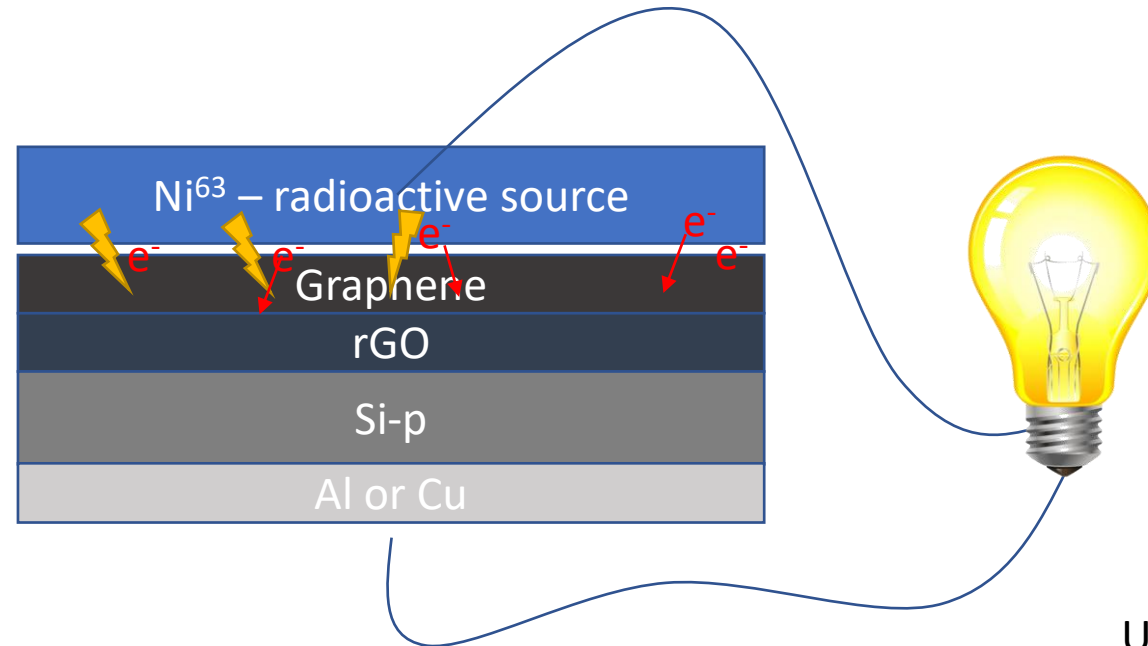 Ni⁶³ – radioactive source
e⁻
e⁻
e⁻
e⁻
e⁻
Graphene
rGO
Si-p
Al or Cu